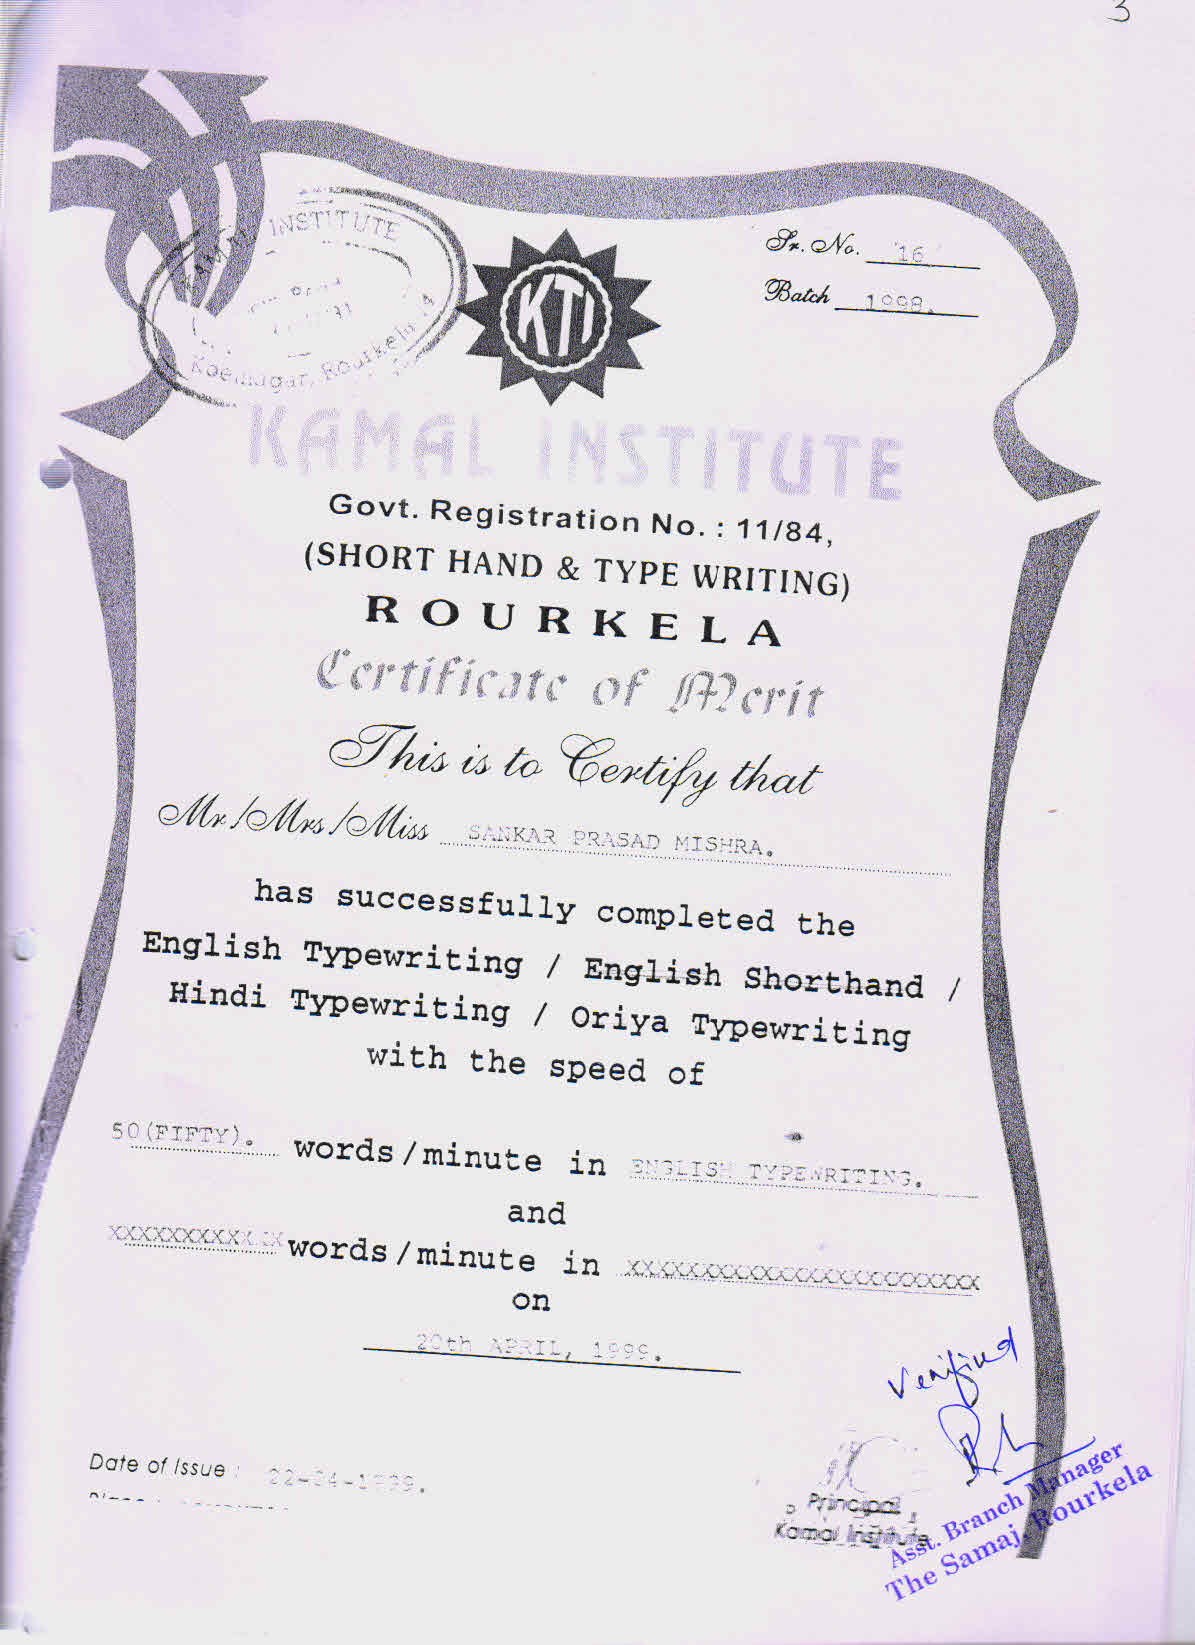 3
INSTITUTE
Koelnagar, Rourkela 14
KTI
Sr. No. 16
Batch 1998.
KAMAL INSTITUTE
Govt. Registration No. : 11/84,
(SHORT HAND & TYPE WRITING)
ROURKELA
Certificate of Merit
This is to Certify that
Mr./Mrs/Miss SANKAR PRASAD MISHRA.
has successfully completed the
English Typewriting / English Shorthand /
Hindi Typewriting / Oriya Typewriting
with the speed of
50(FIFTY). words/minute in ENGLISH TYPEWRITING.
and
words/minute in xxxxxxxxxxxxxxxxxxxxxxxx
on
20th APRIL, 1999.
Verified
Date of Issue : 22-04-1999.
Principal
Kamal Institute
Asst. Branch Manager
The Samaj, Rourkela